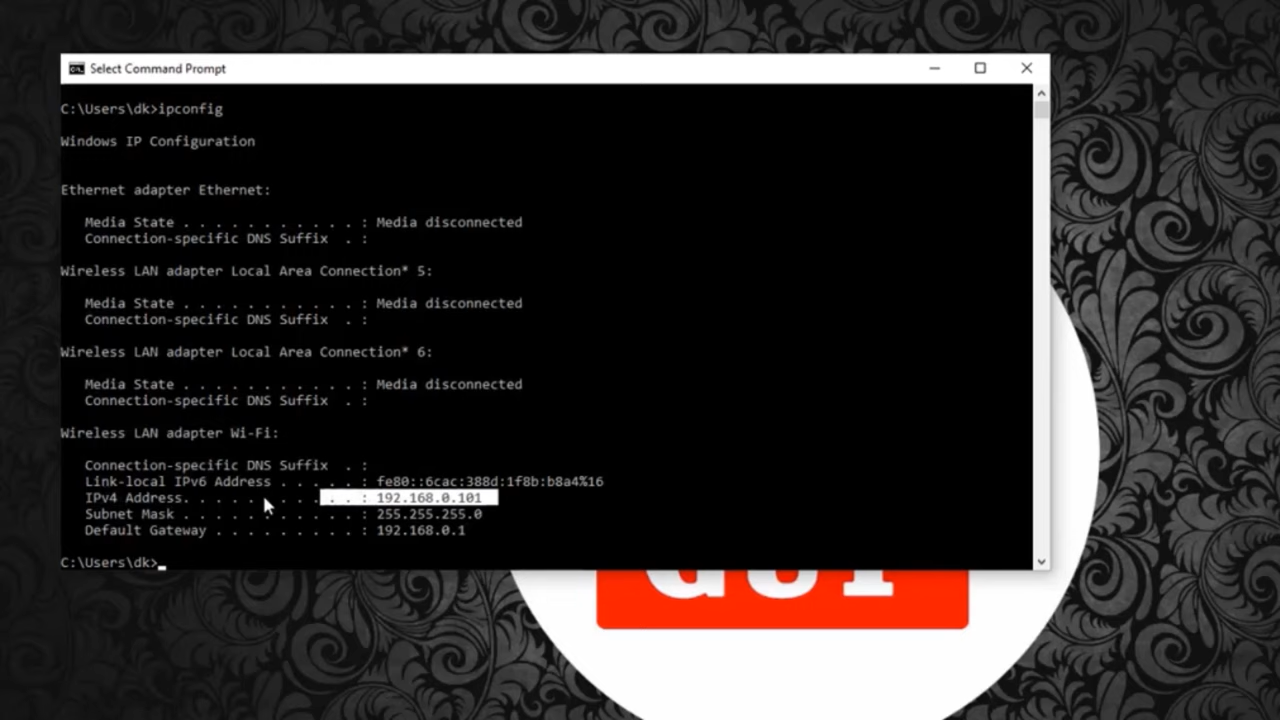 Select Command Prompt
C:\Users\dk>ipconfig
Windows IP Configuration
Ethernet adapter Ethernet:
Media State . . . . . . . . . . . : Media disconnected
Connection-specific DNS Suffix  . :
Wireless LAN adapter Local Area Connection* 5:
Media State . . . . . . . . . . . : Media disconnected
Connection-specific DNS Suffix  . :
Wireless LAN adapter Local Area Connection* 6:
Media State . . . . . . . . . . . : Media disconnected
Connection-specific DNS Suffix  . :
Wireless LAN adapter Wi-Fi:
Connection-specific DNS Suffix  . :
Link-local IPv6 Address . . . . . : fe80::6cac:388d:1f8b:b8a4%16
IPv4 Address. . . . . . . . . . . : 192.168.0.101
Subnet Mask . . . . . . . . . . . : 255.255.255.0
Default Gateway . . . . . . . . . : 192.168.0.1
C:\Users\dk>